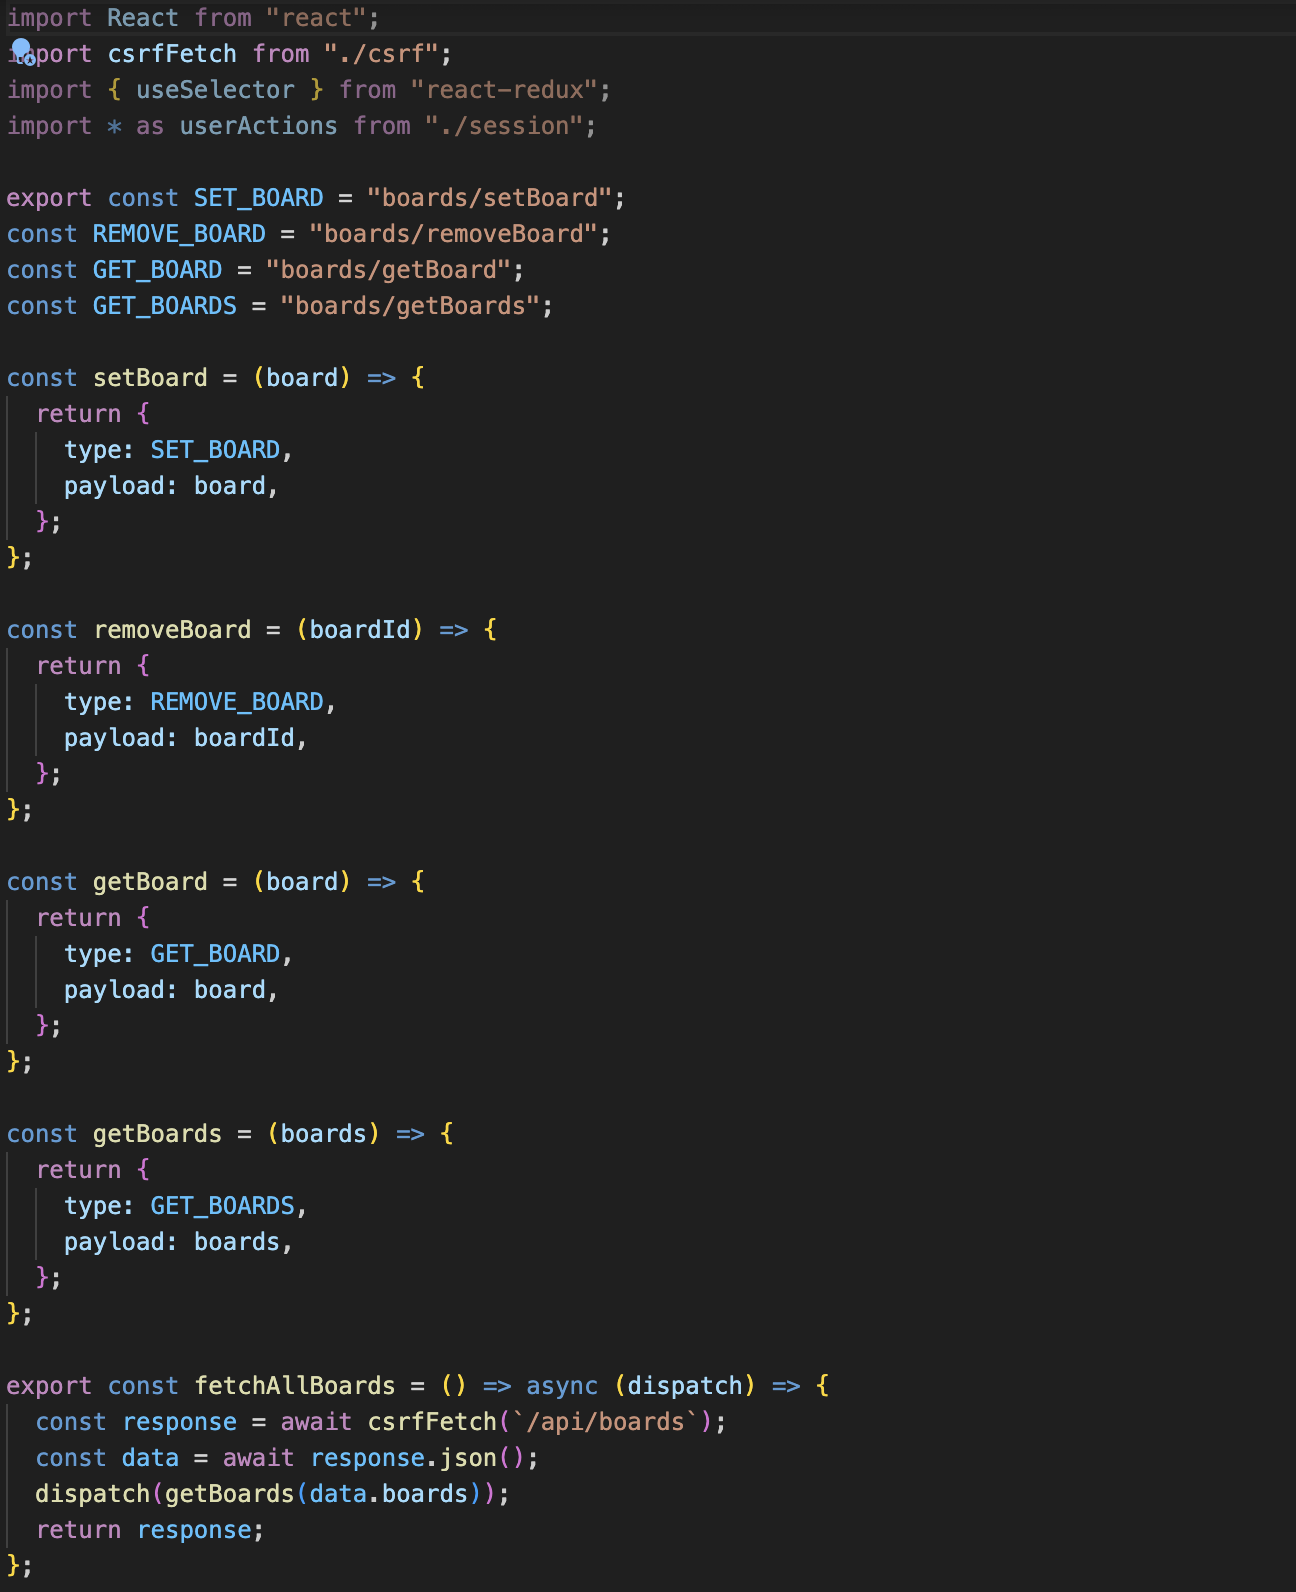 import React from "react";
import csrfFetch from "./csrf";
import { useSelector } from "react-redux";
import * as userActions from "./session";

export const SET_BOARD = "boards/setBoard";
const REMOVE_BOARD = "boards/removeBoard";
const GET_BOARD = "boards/getBoard";
const GET_BOARDS = "boards/getBoards";

const setBoard = (board) => {
  return {
    type: SET_BOARD,
    payload: board,
  };
};

const removeBoard = (boardId) => {
  return {
    type: REMOVE_BOARD,
    payload: boardId,
  };
};

const getBoard = (board) => {
  return {
    type: GET_BOARD,
    payload: board,
  };
};

const getBoards = (boards) => {
  return {
    type: GET_BOARDS,
    payload: boards,
  };
};

export const fetchAllBoards = () => async (dispatch) => {
  const response = await csrfFetch(`/api/boards`);
  const data = await response.json();
  dispatch(getBoards(data.boards));
  return response;
};